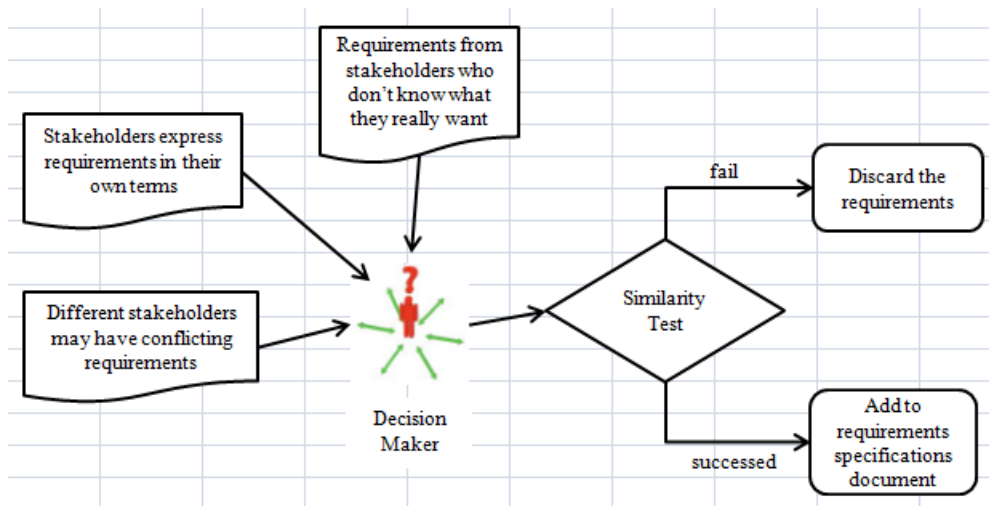 Requirements from
stakeholders who
don't know what
they really want
Stakeholders express
requirements in their
own terms
Different stakeholders
may have conflicting
requirements
?
Decision
Maker
Similarity
Test
fail
Discard the
requirements
successed
Add to
requirements
specifications
document